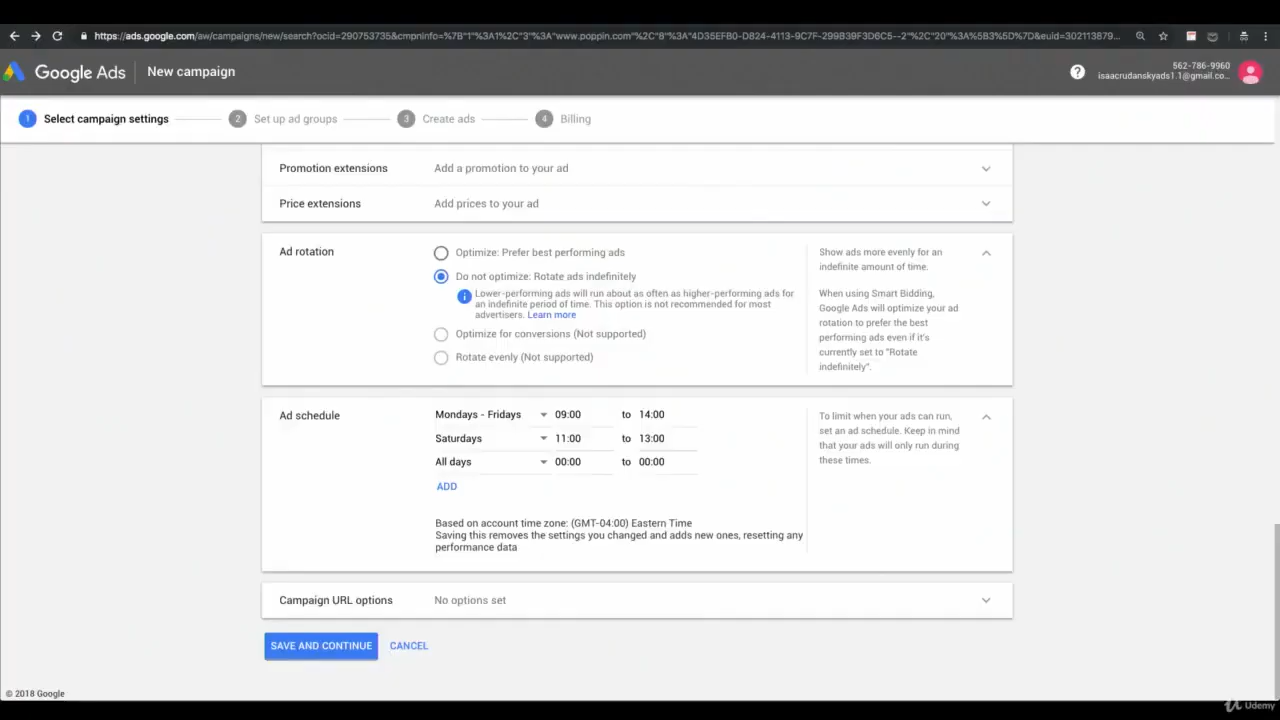 https://ads.google.com/aw/campaigns/new/search?ocid=290753735&cmpninfo=%7B"1"%3A1%2C"3"%3A"www.poppin.com"%2C"8"%3A"4D35EFB0-D824-4113-9C7F-299B39F3D6C5--2"%2C"20"%3A%5B3%5D%7D&euid=302113879...
Google Ads New campaign
562-786-9960
isaacrudanskyads1.1@gmail.co...
1 Select campaign settings 2 Set up ad groups 3 Create ads 4 Billing
Promotion extensions Add a promotion to your ad
Price extensions Add prices to your ad
Ad rotation
Optimize: Prefer best performing ads
Do not optimize: Rotate ads indefinitely
Lower-performing ads will run about as often as higher-performing ads for
an indefinite period of time. This option is not recommended for most
advertisers. Learn more
Optimize for conversions (Not supported)
Rotate evenly (Not supported)
Show ads more evenly for an
indefinite amount of time.
When using Smart Bidding,
Google Ads will optimize your ad
rotation to prefer the best
performing ads even if it's
currently set to "Rotate
indefinitely".
Ad schedule
Mondays - Fridays 09:00 to 14:00
Saturdays 11:00 to 13:00
All days 00:00 to 00:00
ADD
Based on account time zone: (GMT-04:00) Eastern Time
Saving this removes the settings you changed and adds new ones, resetting any
performance data
To limit when your ads can run,
set an ad schedule. Keep in mind
that your ads will only run during
these times.
Campaign URL options No options set
SAVE AND CONTINUE CANCEL
© 2018 Google
Udemy